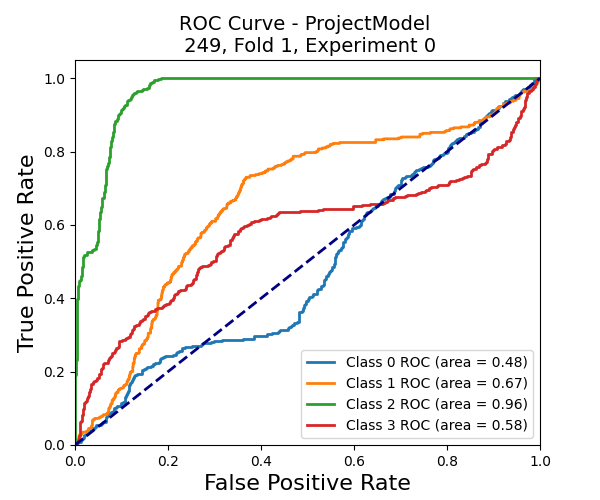 ROC Curve - ProjectModel
249, Fold 1, Experiment 0
True Positive Rate
1.0
0.8
0.6
0.4
0.2
0.0
Class 0 ROC (area = 0.48)
Class 1 ROC (area = 0.67)
Class 2 ROC (area = 0.96)
Class 3 ROC (area = 0.58)
0.0 0.2 0.4 0.6 0.8 1.0
False Positive Rate